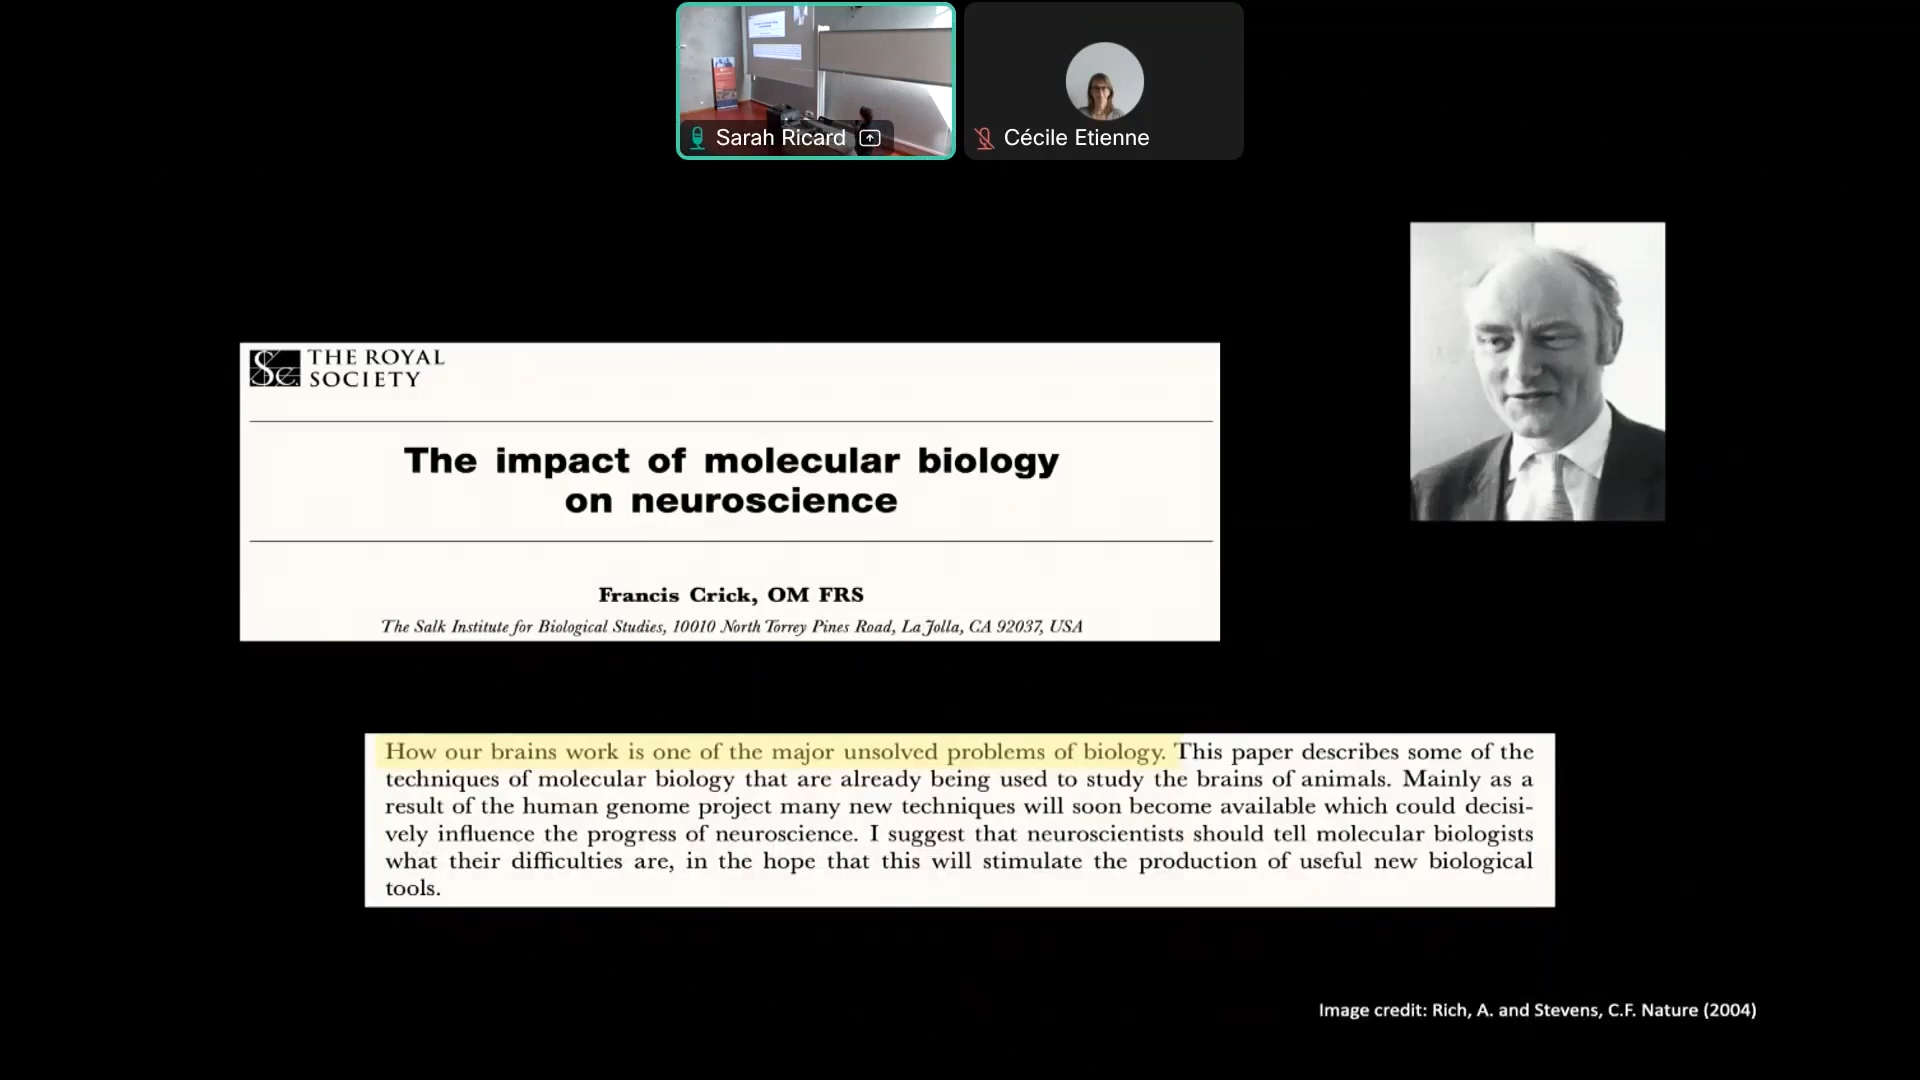 Sarah Ricard
Cécile Etienne
THE ROYAL
SOCIETY
The impact of molecular biology
on neuroscience
Francis Crick, OM FRS
The Salk Institute for Biological Studies, 10010 North Torrey Pines Road, La Jolla, CA 92037, USA
How our brains work is one of the major unsolved problems of biology. This paper describes some of the
techniques of molecular biology that are already being used to study the brains of animals. Mainly as a
result of the human genome project many new techniques will soon become available which could decisi-
vely influence the progress of neuroscience. I suggest that neuroscientists should tell molecular biologists
what their difficulties are, in the hope that this will stimulate the production of useful new biological
tools.
Image credit: Rich, A. and Stevens, C.F. Nature (2004)